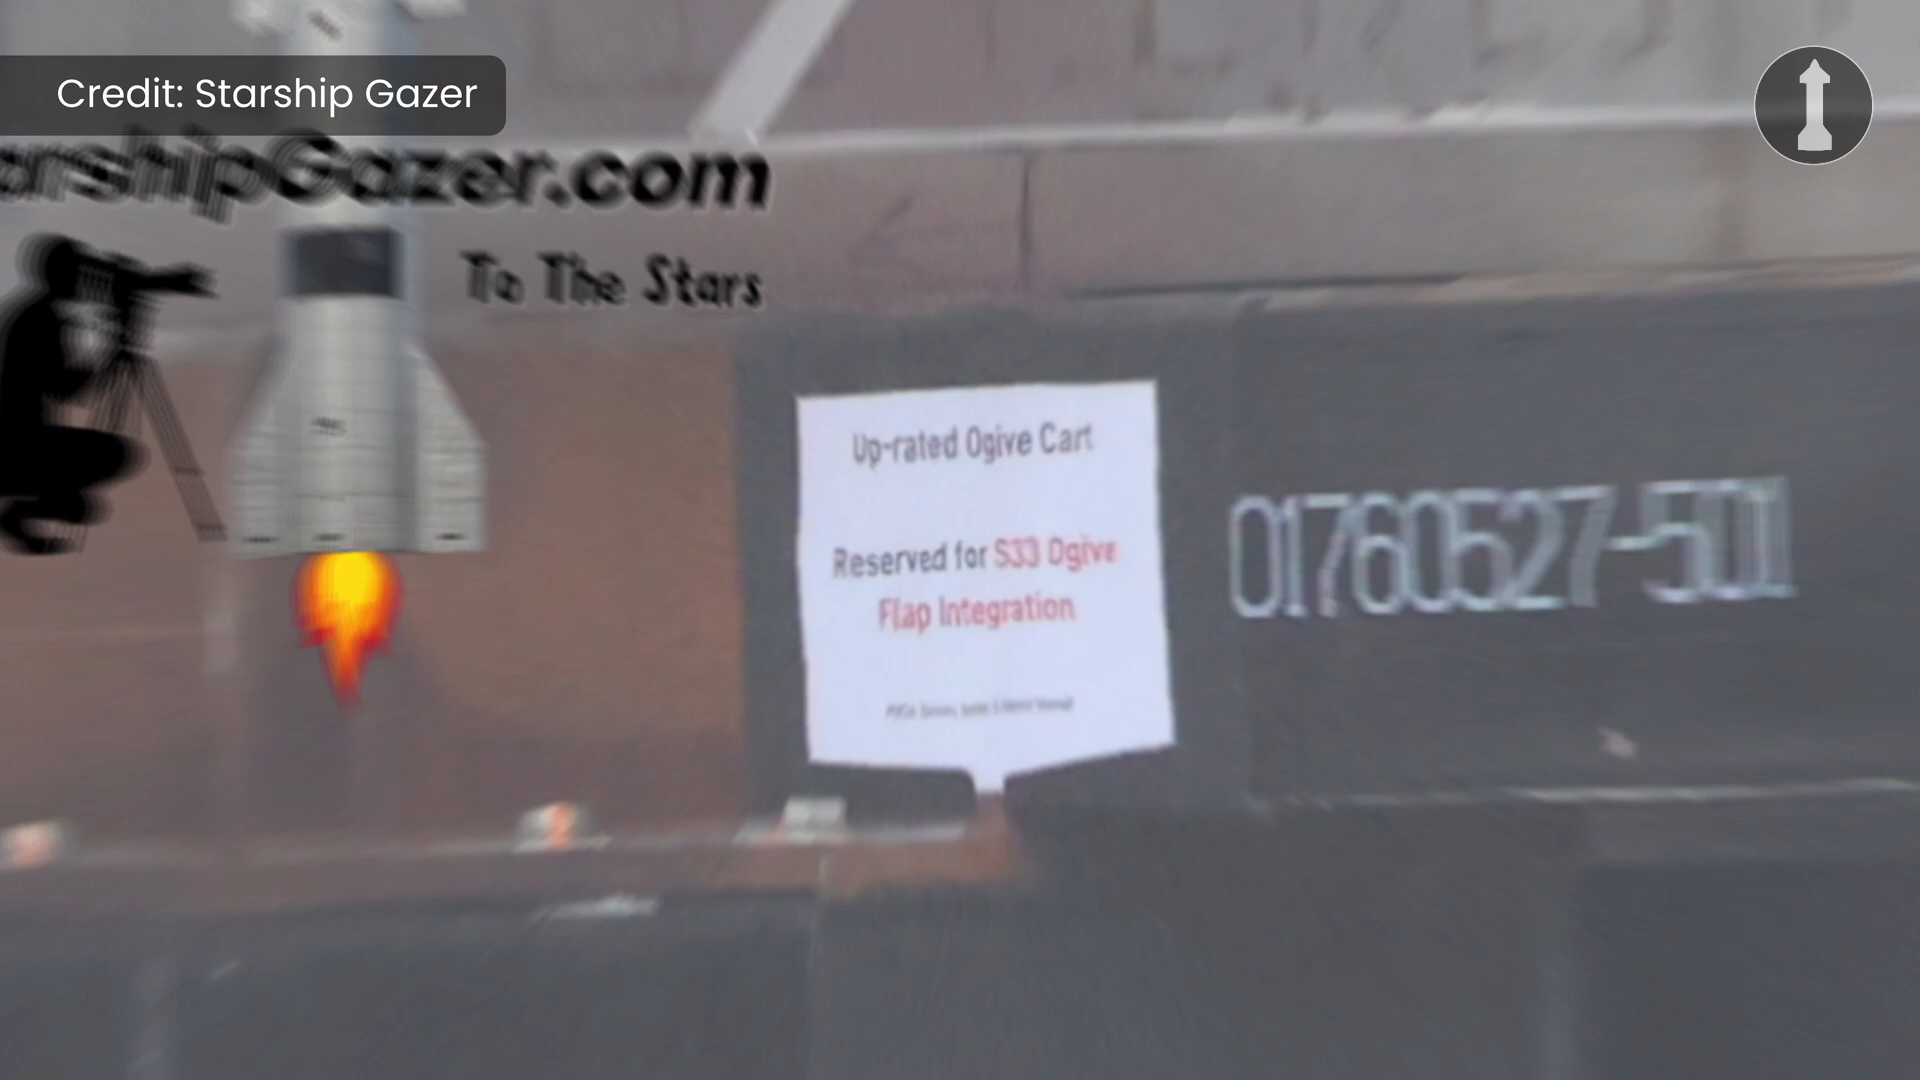 Credit: Starship Gazer
arshipGazer.com
To The Stars
Up-rated Ogive Cart
Reserved for S33 Ogive
Flap Integration
01760527-501